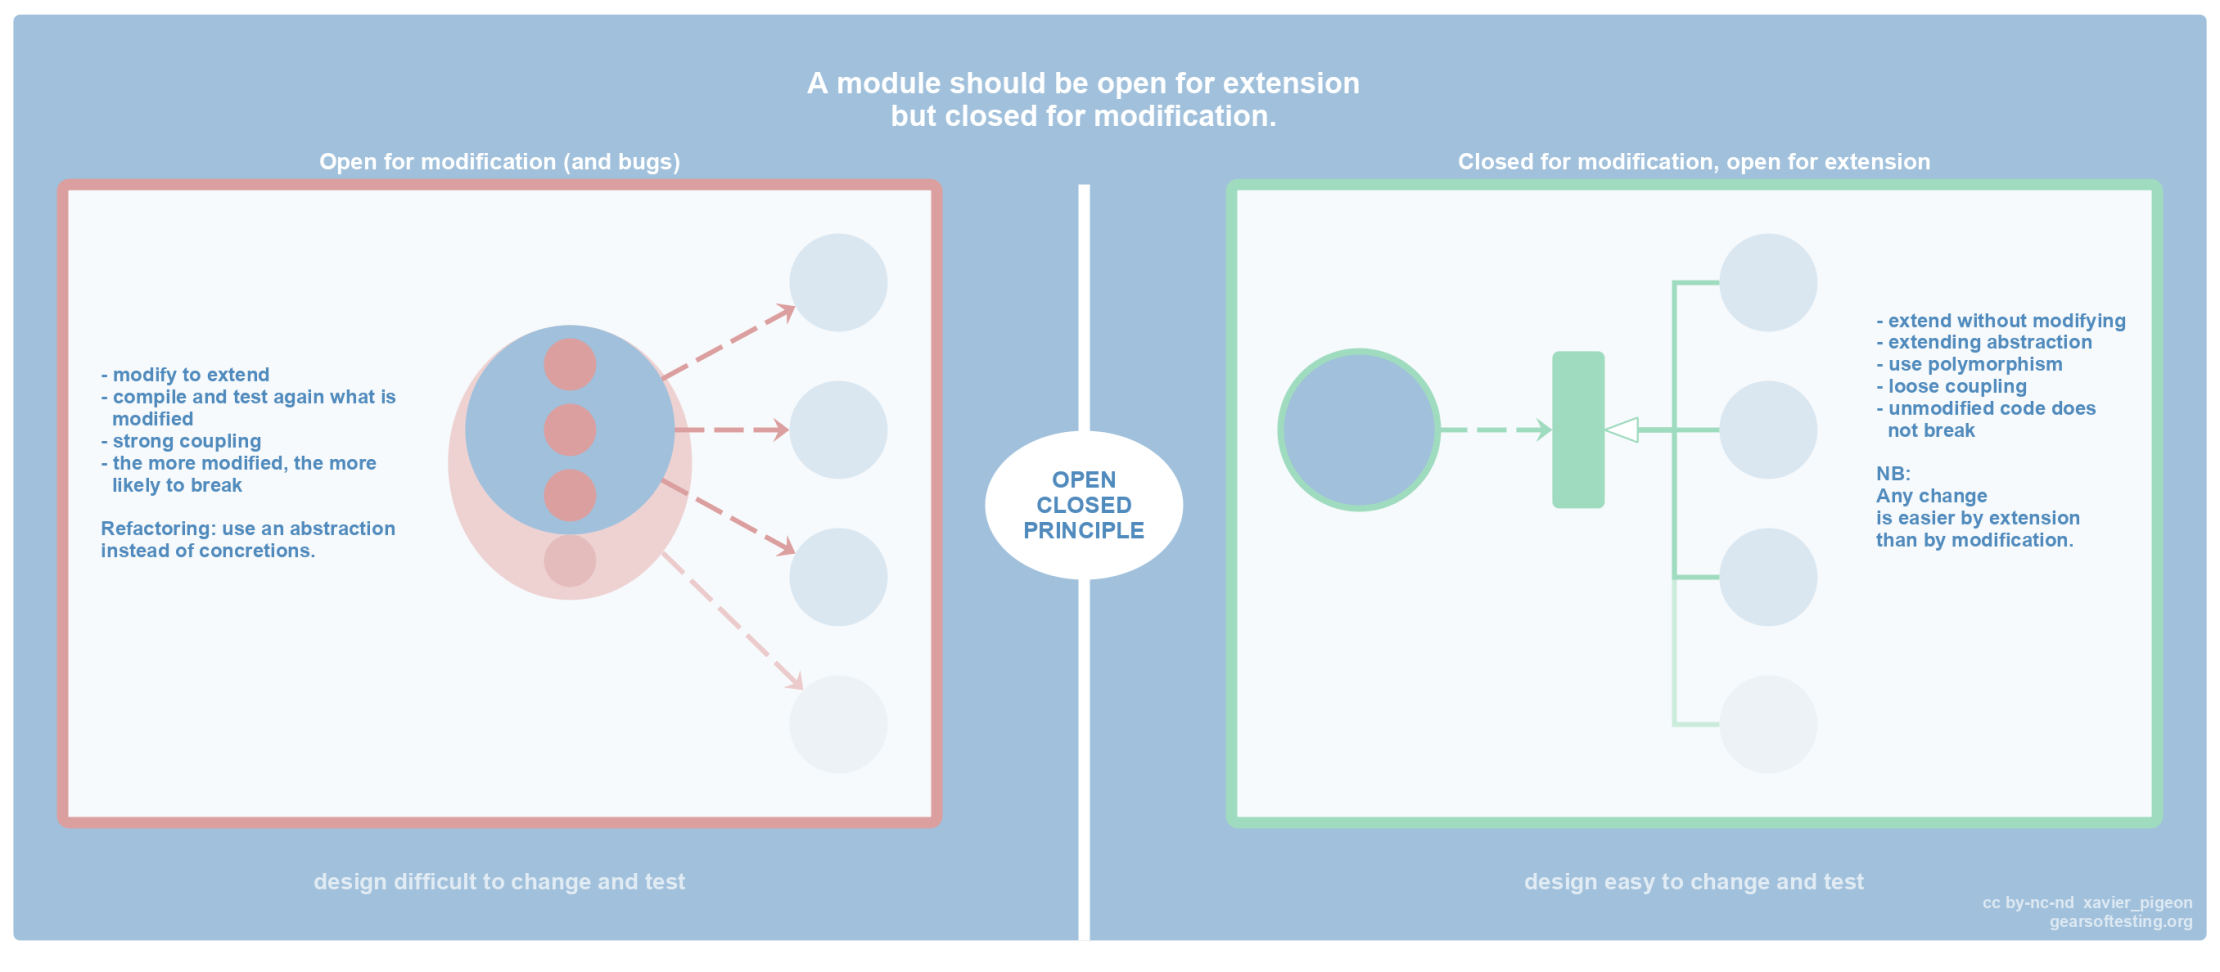 A module should be open for extension
but closed for modification.
Open for modification (and bugs)
- modify to extend
- compile and test again what is
modified
- strong coupling
- the more modified, the more
likely to break
Refactoring: use an abstraction
instead of concretions.
design difficult to change and test
OPEN
CLOSED
PRINCIPLE
Closed for modification, open for extension
- extend without modifying
- extending abstraction
- use polymorphism
- loose coupling
- unmodified code does
not break
NB:
Any change
is easier by extension
than by modification.
design easy to change and test
cc by-nc-nd xavier_pigeon
gearsoftesting.org